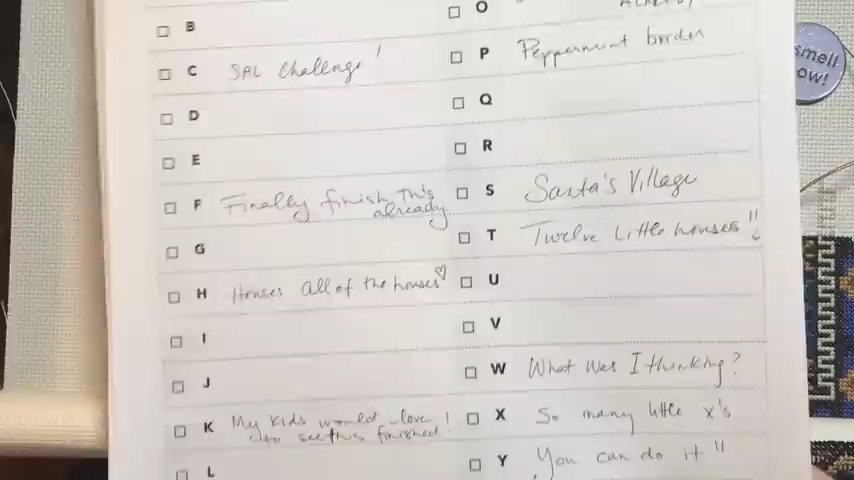 B
C SAL Challenge!
D
E
F Finally finish this
already
G
H Houses All of the houses♡
I
J
K My kids would love
to see this finished!
L
O
P Peppermint border
Q
R
S Santa's Village
T Twelve Little houses!!
U
V
W What Was I thinking?
X So many little x's
Y You can do it!!
smell
ow!